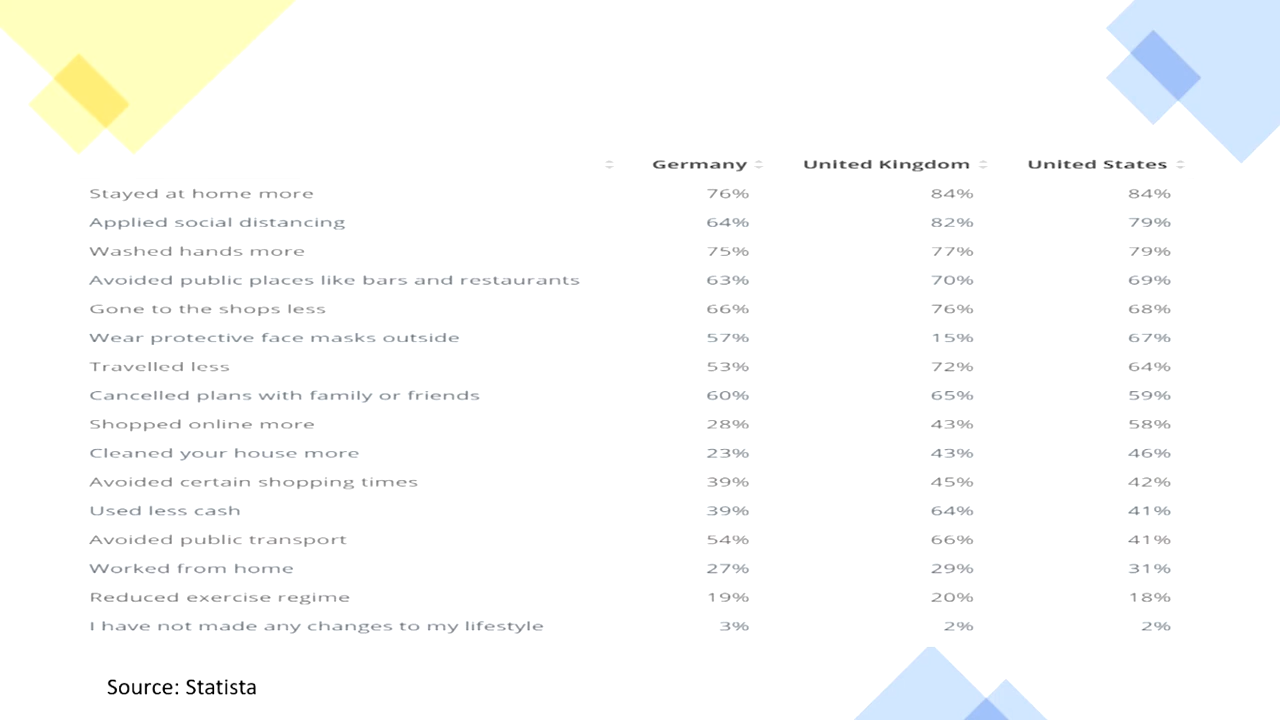 Germany United Kingdom United States
Stayed at home more 76% 84% 84%
Applied social distancing 64% 82% 79%
Washed hands more 75% 77% 79%
Avoided public places like bars and restaurants 63% 70% 69%
Gone to the shops less 66% 76% 68%
Wear protective face masks outside 57% 15% 67%
Travelled less 53% 72% 64%
Cancelled plans with family or friends 60% 65% 59%
Shopped online more 28% 43% 58%
Cleaned your house more 23% 43% 46%
Avoided certain shopping times 39% 45% 42%
Used less cash 39% 64% 41%
Avoided public transport 54% 66% 41%
Worked from home 27% 29% 31%
Reduced exercise regime 19% 20% 18%
I have not made any changes to my lifestyle 3% 2% 2%
Source: Statista